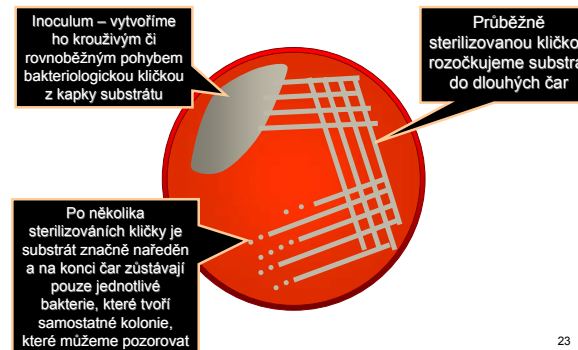 Inoculum – vytvoříme
ho krouživým či
rovnoběžným pohybem
bakteriologickou kličkou
z kapky substrátu
Průběžně
sterilizovanou kličko
rozočkujeme substrá
do dlouhých čar
Po několika
sterilizováních kličky je
substrát značně naředěn
a na konci čar zůstávají
pouze jednotlivé
bakterie, které tvoří
samostatné kolonie,
které můžeme pozorovat
23